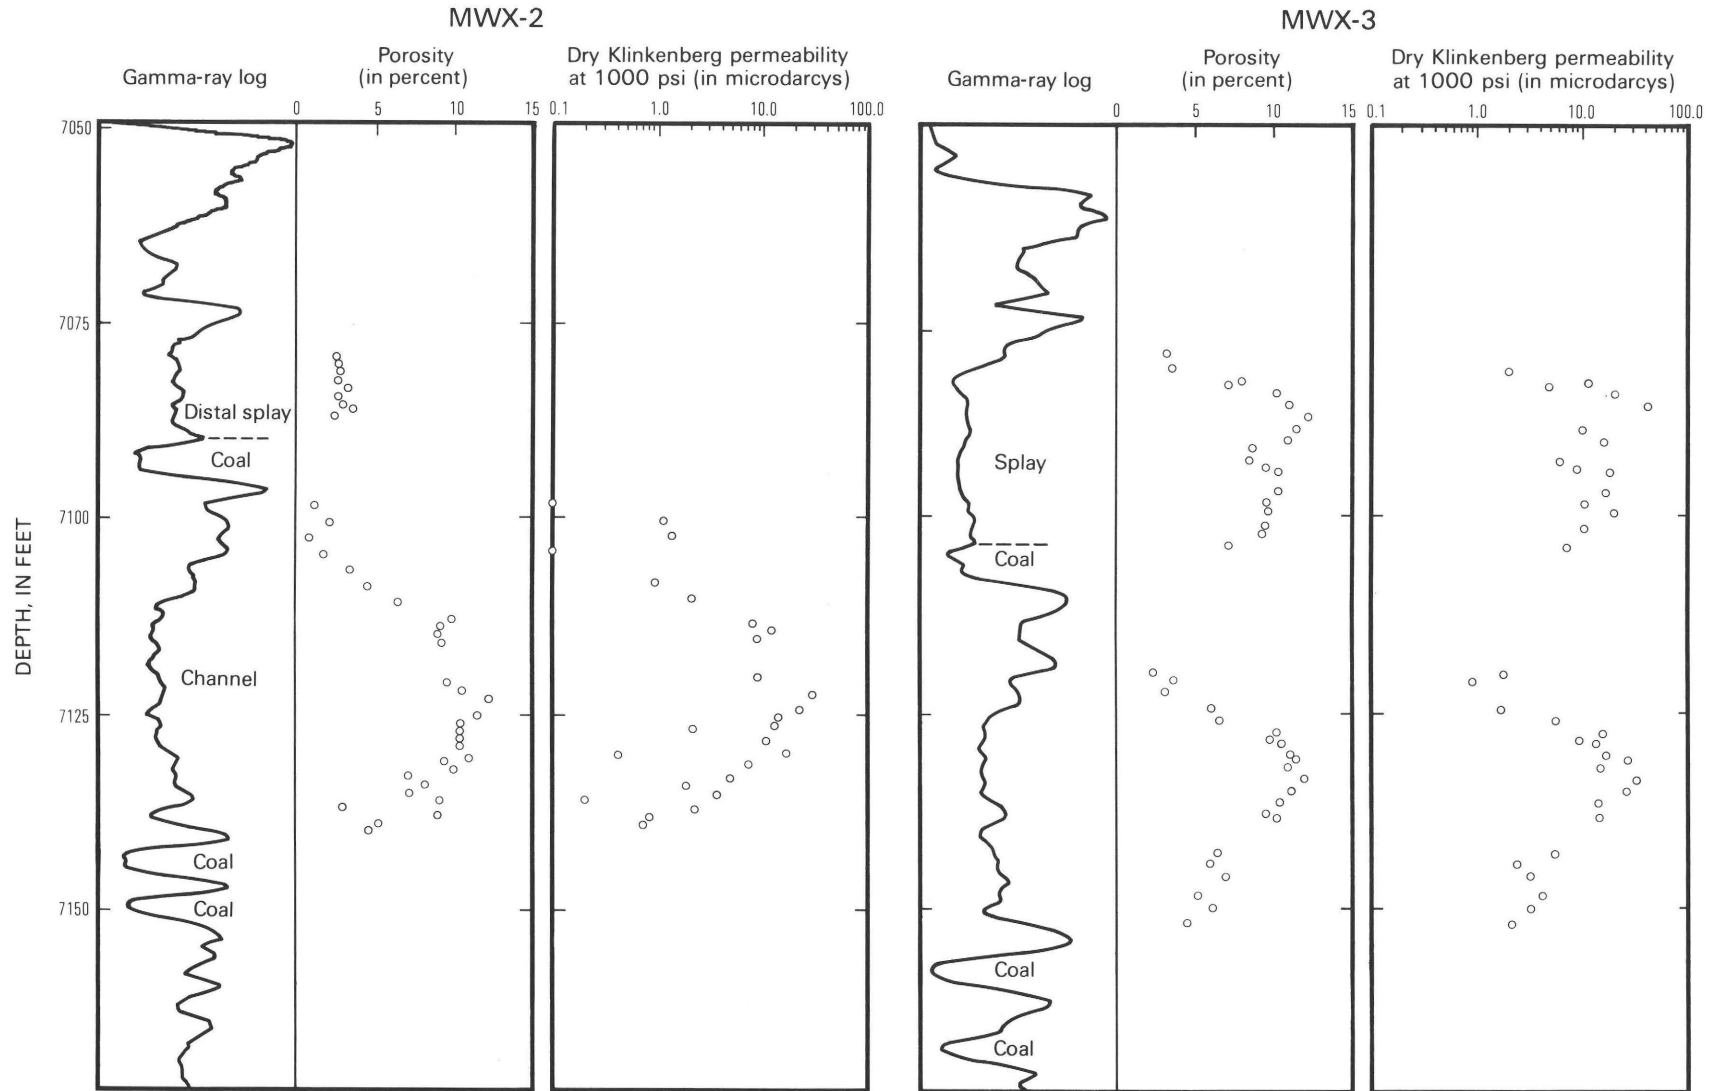 MWX-2
Gamma-ray log
Porosity
(in percent)
Dry Klinkenberg permeability
at 1000 psi (in microdarcys)
0 5 10 15
0.1 1.0 10.0 100.0
DEPTH, IN FEET
7050
7075
7100
7125
7150
Distal splay
Coal
Channel
Coal
Coal
MWX-3
Gamma-ray log
Porosity
(in percent)
Dry Klinkenberg permeability
at 1000 psi (in microdarcys)
0 5 10 15
0.1 1.0 10.0 100.0
Splay
Coal
Coal
Coal